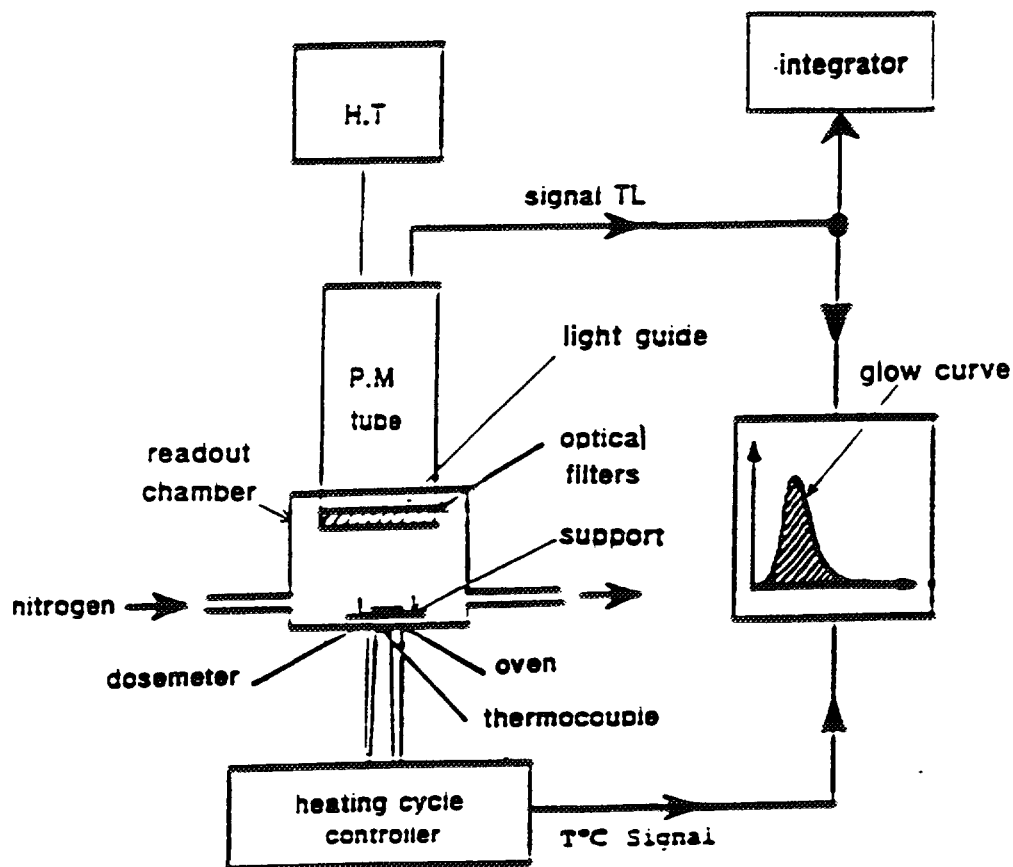 integrator
H.T
signal TL
light guide
P.M
tube
glow curve
optical
filters
readout
chamber
support
nitrogen
oven
dosemeter
thermocouple
heating cycle
controller
T°C Signal